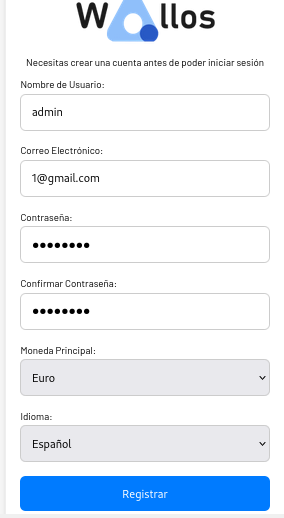 Wallos
Necesitas crear una cuenta antes de poder iniciar sesión
Nombre de Usuario:
admin
Correo Electrónico:
1@gmail.com
Contraseña:
●●●●●●●●
Confirmar Contraseña:
●●●●●●●●
Moneda Principal:
Euro
Idioma:
Español
Registrar